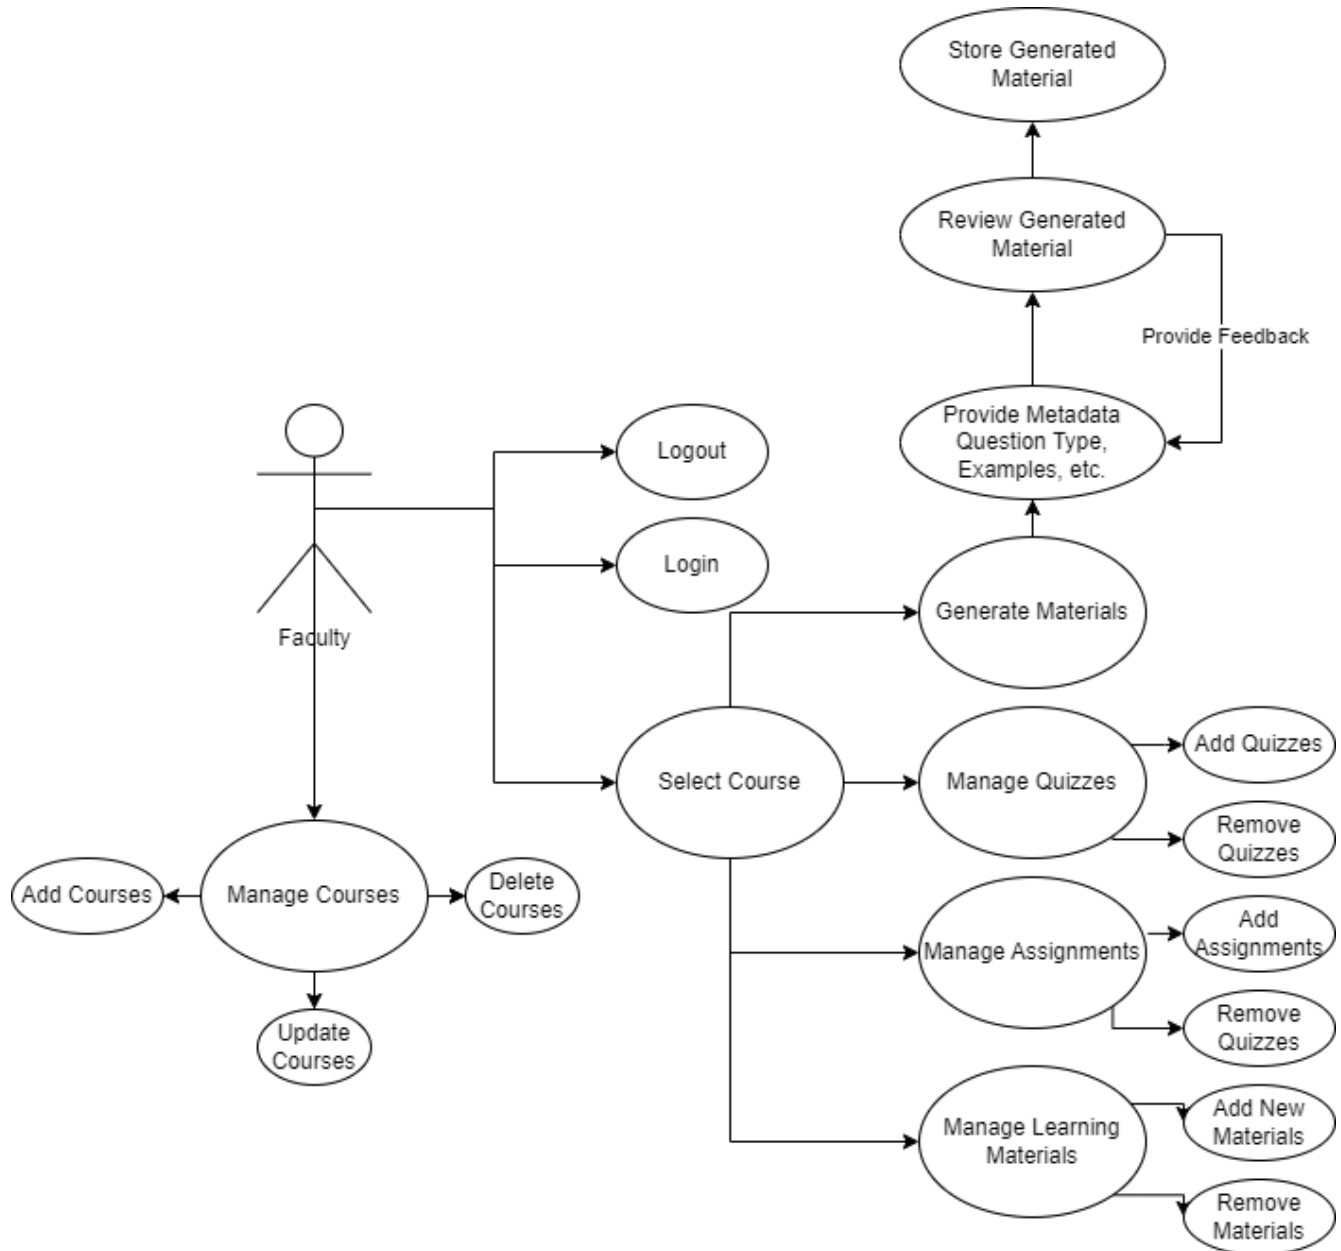 Store Generated
Material
Review Generated
Material
Provide Feedback
Provide Metadata
Question Type,
Examples, etc.
Logout
Login
Generate Materials
Faculty
Select Course
Manage Quizzes
Add Quizzes
Remove
Quizzes
Add Courses
Manage Courses
Delete
Courses
Update
Courses
Manage Assignments
Add
Assignments
Remove
Quizzes
Manage Learning
Materials
Add New
Materials
Remove
Materials